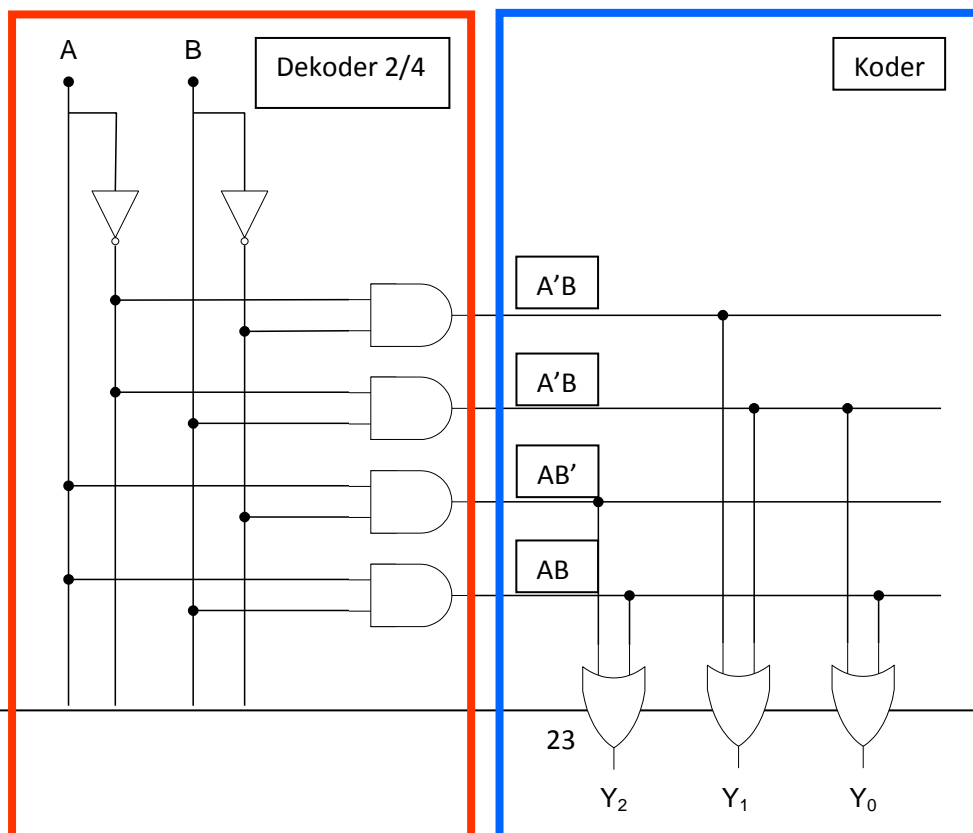 A
B
Dekoder 2/4
Koder
A’B
A’B
AB’
AB
23
Y₂
Y₁
Y₀